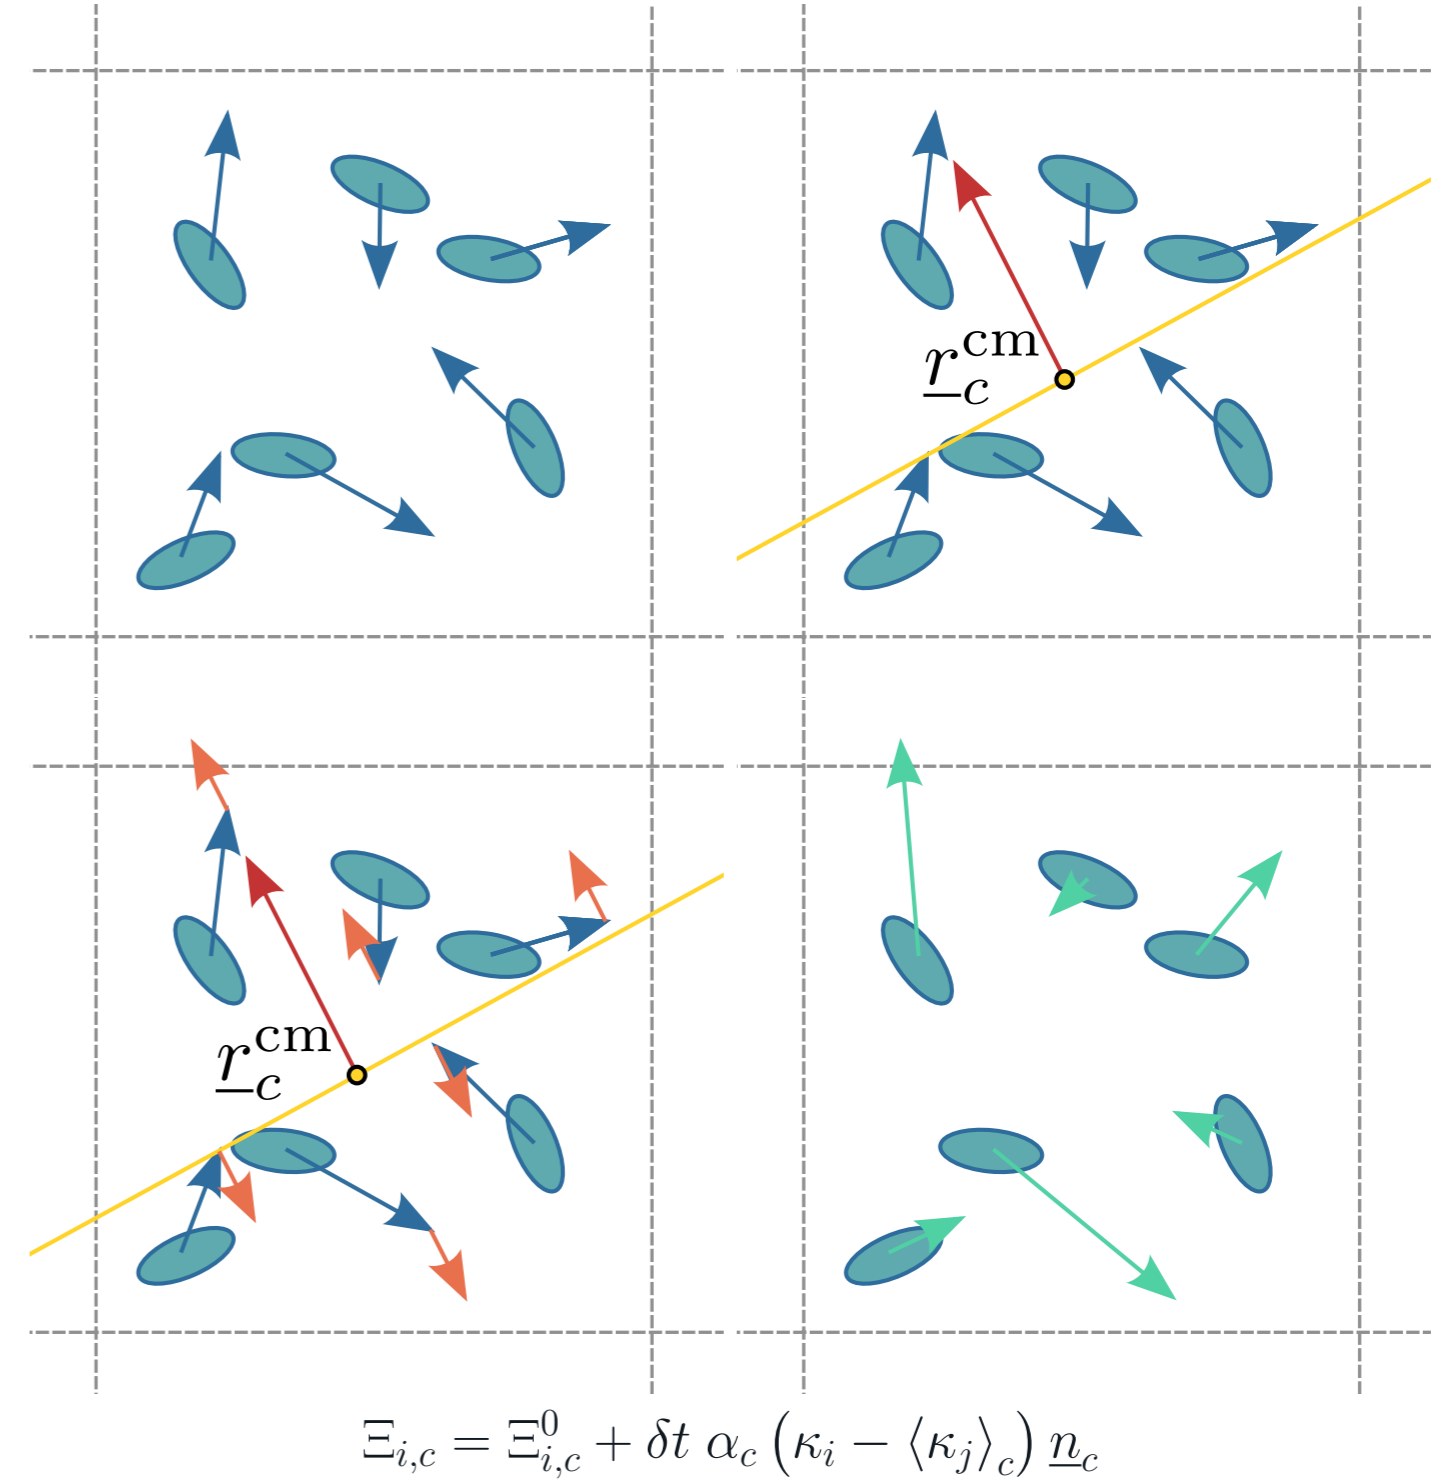 r_c^cm
r_c^cm
Ξ_{i,c} = Ξ^0_{i,c} + δt α_c (κ_i − ⟨κ_j⟩_c) n_c